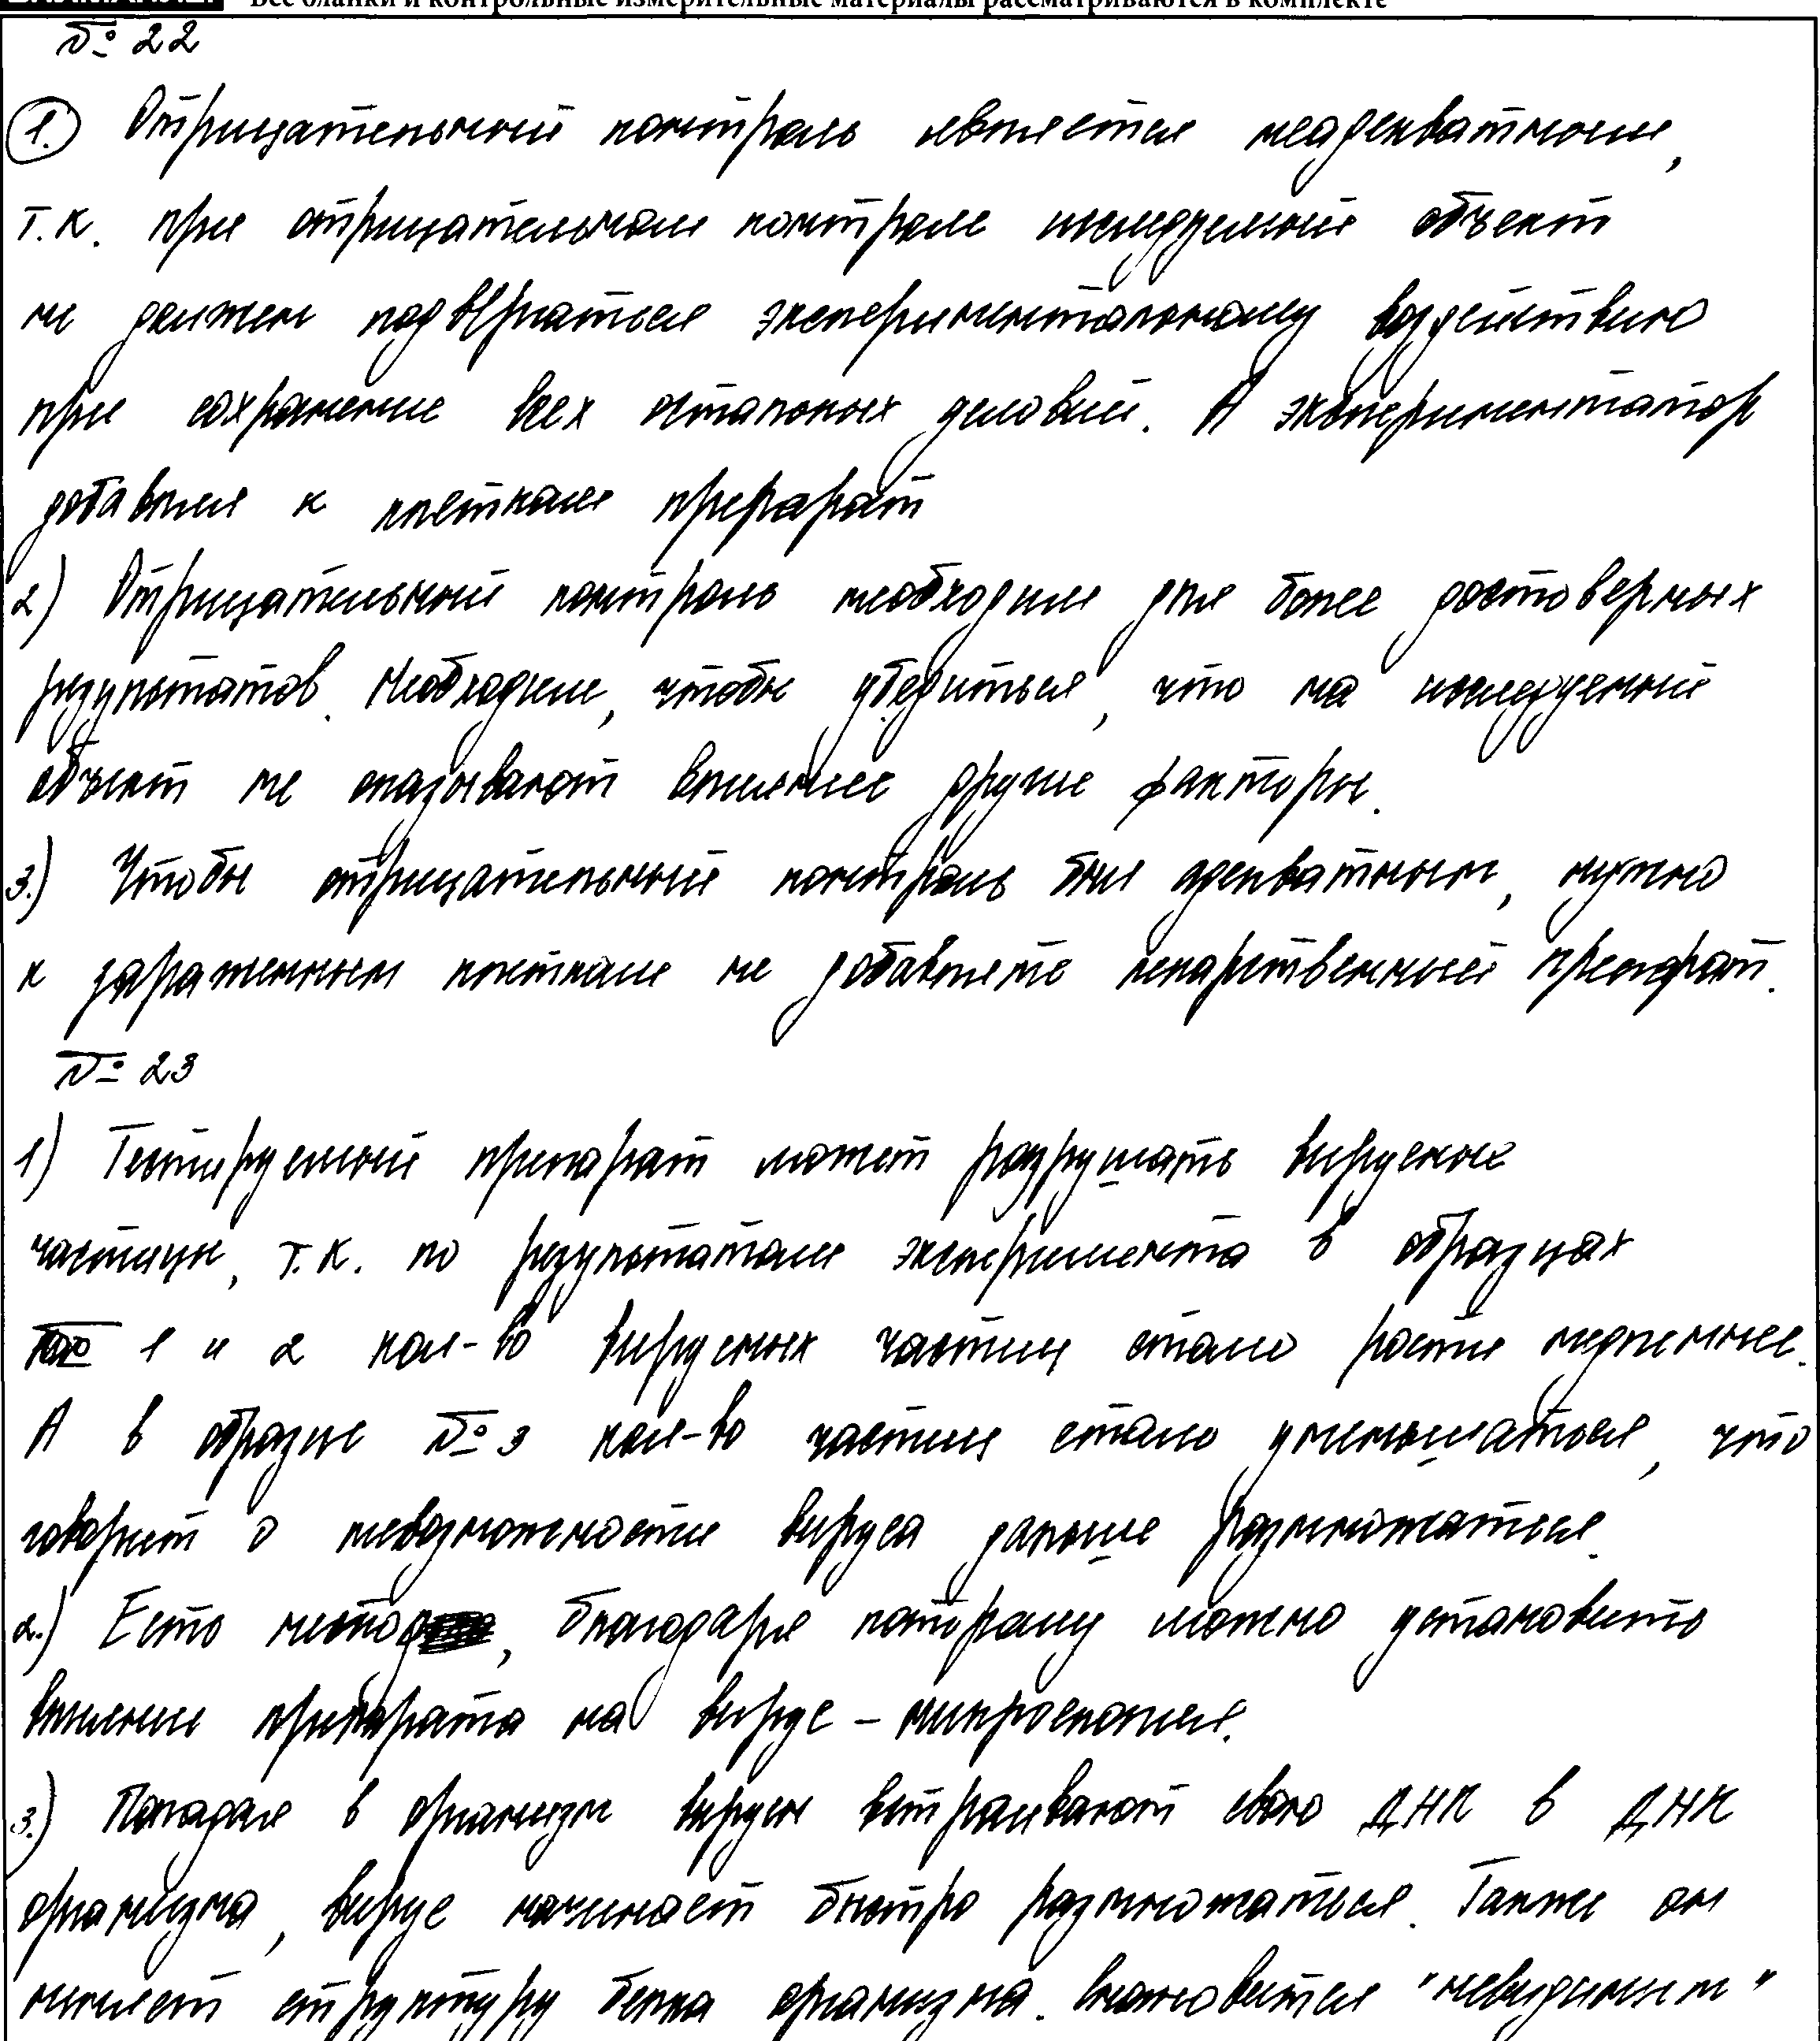 Все бланки и контрольные измерительные материалы рассматриваются в комплекте
№ 22
1. Отрицательный контроль является неадекватным,
т.к. при отрицательном контроле исследуемый объект
не должен подвергаться экспериментальному воздействию
при сохранение всех остальных условий. А экспериментатор
добавлял к клеткам препарат
2) Отрицательный контроль необходим для более достоверных
результатов. Необходим, чтобы убедиться, что на исследуемый
объект не оказывают влияние другие факторы.
3.) Чтобы отрицательный контроль был адекватным, нужно
к зараженным клеткам не добавлять лекарственный препарат.
№ 23
1) Тестируемый препарат может разрушать вирусные
частицы, т.к. по результатам эксперимента в образцах
1 и 2 кол-во вирусных частиц стало расти медленнее.
А в образце № 3 кол-во частиц стало уменьшаться, что
говорит о невозможности вируса дальше размножаться.
2.) Есть метод, благодаря которому можно установить
влияние препарата на вирус - микроскопия.
3.) Попадая в организм вирусы встраивают свою ДНК в ДНК
организма, вирус начинает быстро размножаться. Также он
меняет структуру белка организма. Становится "невидимым"